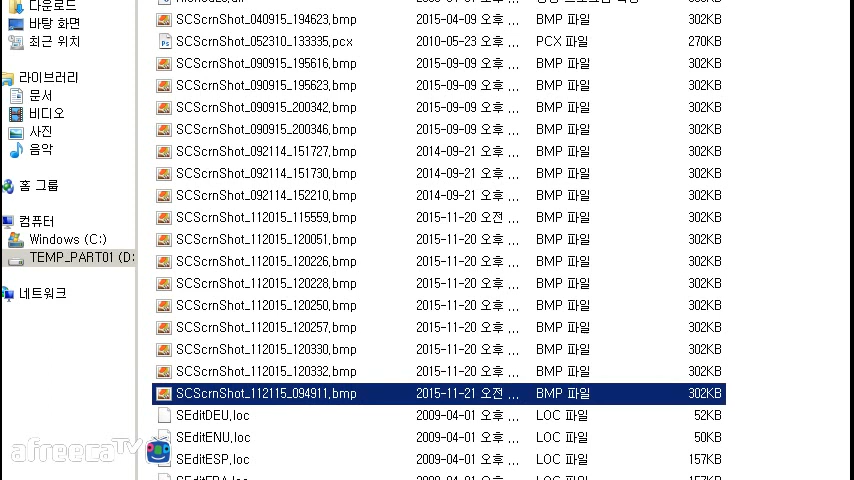 다운로드
바탕 화면
최근 위치
라이브러리
문서
비디오
사진
음악
홈 그룹
컴퓨터
Windows (C:)
TEMP_PART01 (D:
네트워크
SCScrnShot_040915_194623.bmp 2015-04-09 오후 ... BMP 파일 302KB
SCScrnShot_052310_133335.pcx 2010-05-23 오후 ... PCX 파일 270KB
SCScrnShot_090915_195616.bmp 2015-09-09 오후 ... BMP 파일 302KB
SCScrnShot_090915_195623.bmp 2015-09-09 오후 ... BMP 파일 302KB
SCScrnShot_090915_200342.bmp 2015-09-09 오후 ... BMP 파일 302KB
SCScrnShot_090915_200346.bmp 2015-09-09 오후 ... BMP 파일 302KB
SCScrnShot_092114_151727.bmp 2014-09-21 오후 ... BMP 파일 302KB
SCScrnShot_092114_151730.bmp 2014-09-21 오후 ... BMP 파일 302KB
SCScrnShot_092114_152210.bmp 2014-09-21 오후 ... BMP 파일 302KB
SCScrnShot_112015_115559.bmp 2015-11-20 오전 ... BMP 파일 302KB
SCScrnShot_112015_120051.bmp 2015-11-20 오후 ... BMP 파일 302KB
SCScrnShot_112015_120226.bmp 2015-11-20 오후 ... BMP 파일 302KB
SCScrnShot_112015_120228.bmp 2015-11-20 오후 ... BMP 파일 302KB
SCScrnShot_112015_120250.bmp 2015-11-20 오후 ... BMP 파일 302KB
SCScrnShot_112015_120257.bmp 2015-11-20 오후 ... BMP 파일 302KB
SCScrnShot_112015_120330.bmp 2015-11-20 오후 ... BMP 파일 302KB
SCScrnShot_112015_120332.bmp 2015-11-20 오후 ... BMP 파일 302KB
SCScrnShot_112115_094911.bmp 2015-11-21 오전 ... BMP 파일 302KB
SEditDEU.loc 2009-04-01 오후 ... LOC 파일 52KB
SEditENU.loc 2009-04-01 오후 ... LOC 파일 50KB
SEditESP.loc 2009-04-01 오후 ... LOC 파일 157KB
afreecaTV